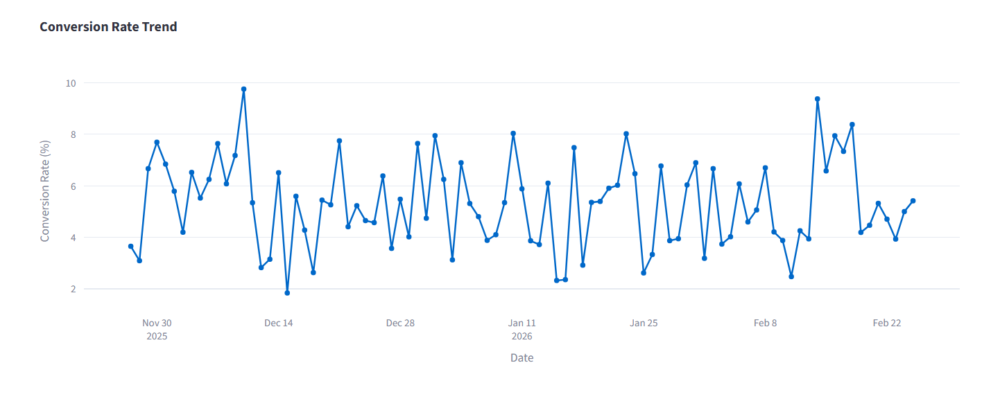 Conversion Rate Trend
10
8
6
4
2
Conversion Rate (%)
Nov 30
2025
Dec 14
Dec 28
Jan 11
2026
Jan 25
Feb 8
Feb 22
Date